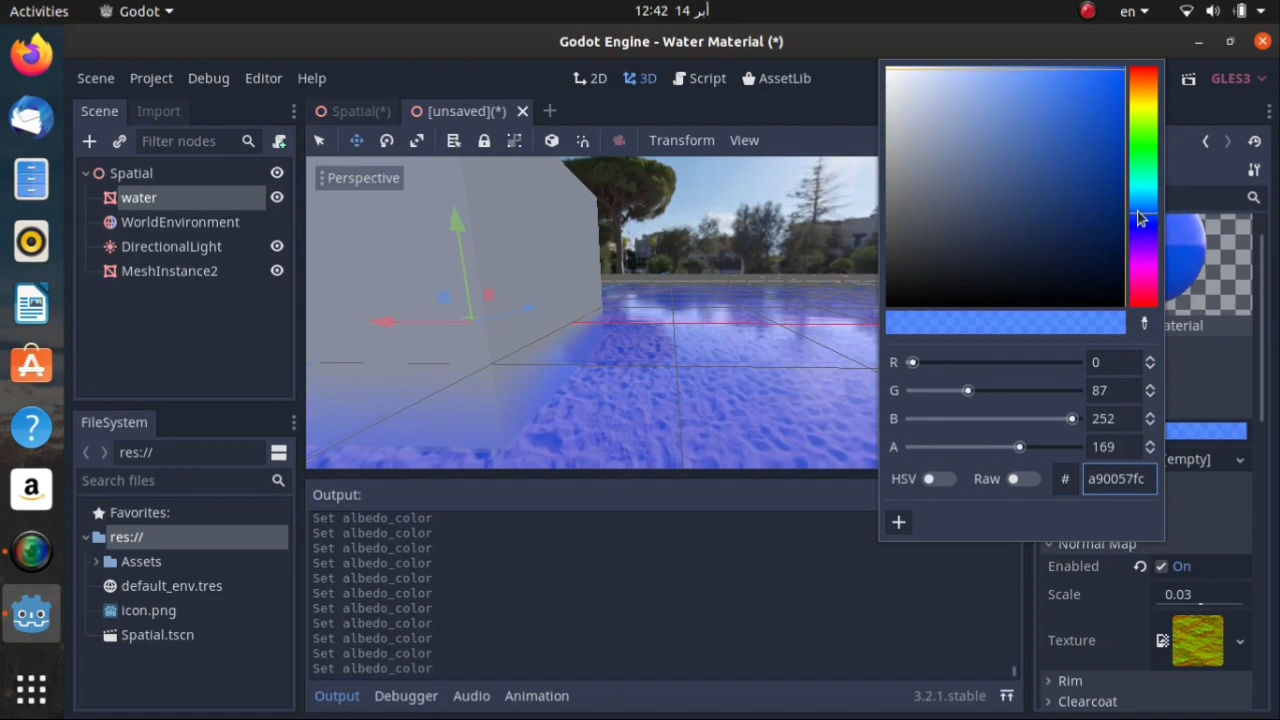 Activities
Godot
12:42 14 أبر
en
Godot Engine - Water Material (*)
Scene Project Debug Editor Help
2D 3D Script AssetLib
GLES3
Scene Import
Spatial(*) [unsaved](*)
Filter nodes
Transform View
Spatial
water
WorldEnvironment
DirectionalLight
MeshInstance2
Perspective
aterial
R 0
G 87
B 252
A 169
HSV Raw # a90057fc
[empty]
Normal Map
Enabled On
Scale 0.03
Texture
Rim
Clearcoat
FileSystem
res://
Search files
Favorites:
res://
Assets
default_env.tres
icon.png
Spatial.tscn
Output:
Set albedo_color
Set albedo_color
Set albedo_color
Set albedo_color
Set albedo_color
Set albedo_color
Set albedo_color
Set albedo_color
Set albedo_color
Set albedo_color
Set albedo_color
Output Debugger Audio Animation
3.2.1.stable